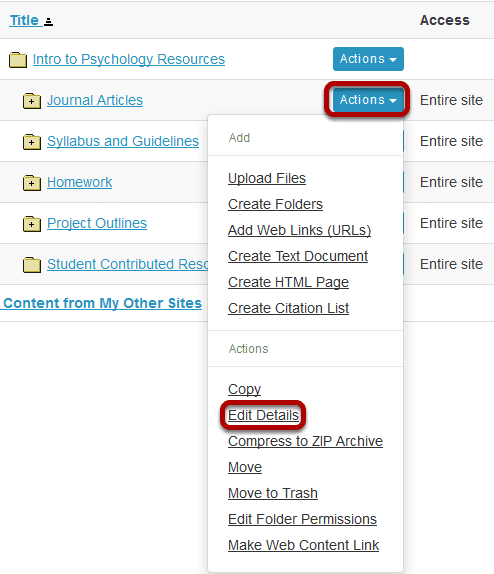 Title Access
Intro to Psychology Resources Actions
Journal Articles Actions Entire site
Syllabus and Guidelines Entire site
Homework Entire site
Project Outlines Entire site
Student Contributed Entire site
Content from My Other Sites
Add
Upload Files
Create Folders
Add Web Links (URLs)
Create Text Document
Create HTML Page
Create Citation List
Actions
Copy
Edit Details
Compress to ZIP Archive
Move
Move to Trash
Edit Folder Permissions
Make Web Content Link